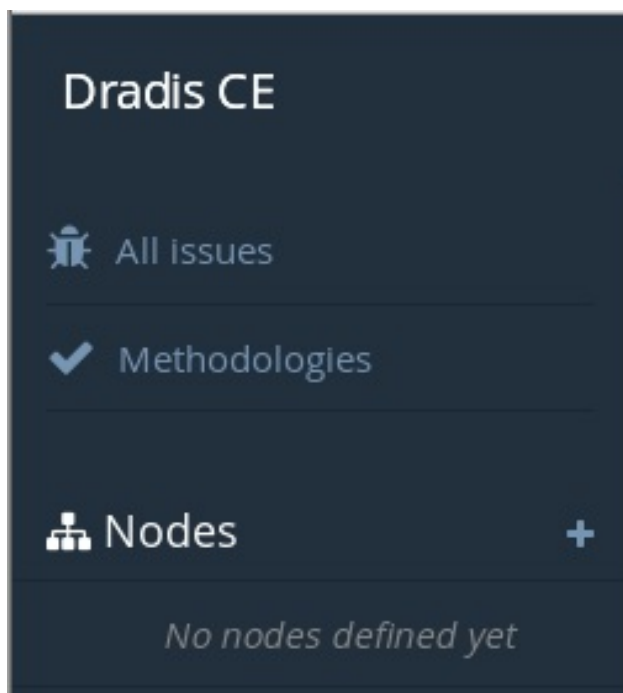 Dradis CE
All issues
Methodologies
Nodes
No nodes defined yet